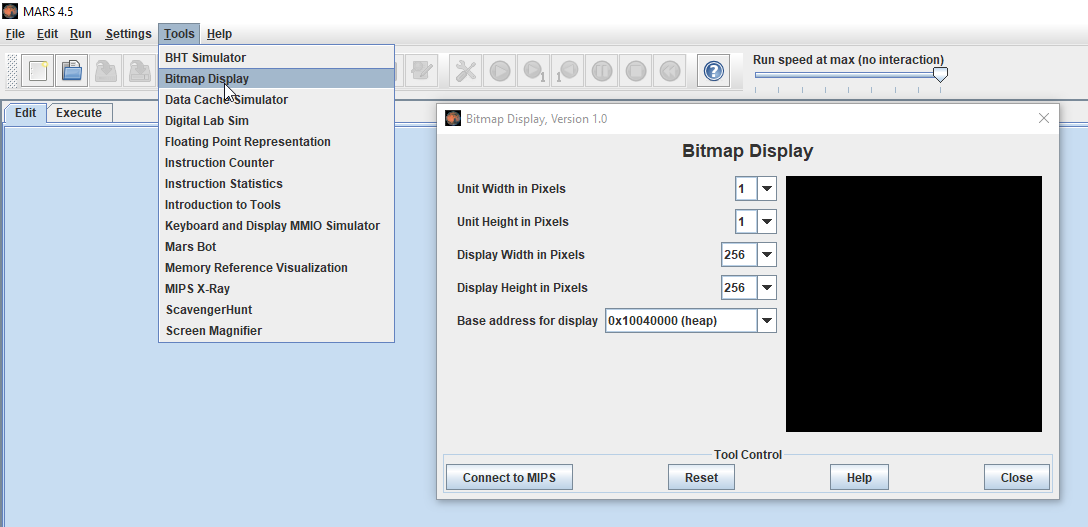 MARS 4.5
File Edit Run Settings Tools Help
BHT Simulator
Bitmap Display
Data Cache Simulator
Digital Lab Sim
Floating Point Representation
Instruction Counter
Instruction Statistics
Introduction to Tools
Keyboard and Display MMIO Simulator
Mars Bot
Memory Reference Visualization
MIPS X-Ray
ScavengerHunt
Screen Magnifier
1
1
?
Run speed at max (no interaction)
Edit Execute
Bitmap Display, Version 1.0
Bitmap Display
Unit Width in Pixels 1
Unit Height in Pixels 1
Display Width in Pixels 256
Display Height in Pixels 256
Base address for display 0x10040000 (heap)
Tool Control
Connect to MIPS Reset Help Close